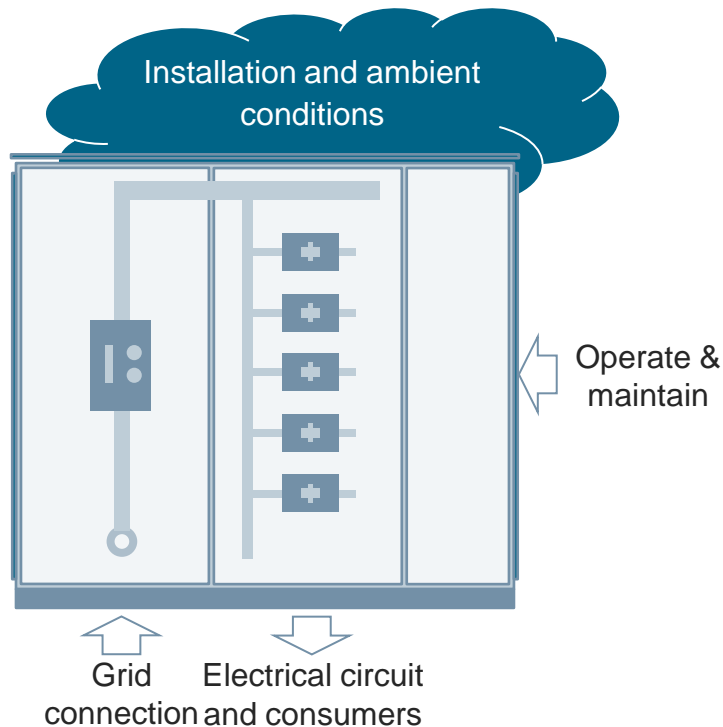 Installation and ambient
conditions
Operate &
maintain
Grid
connection
Electrical circuit
and consumers